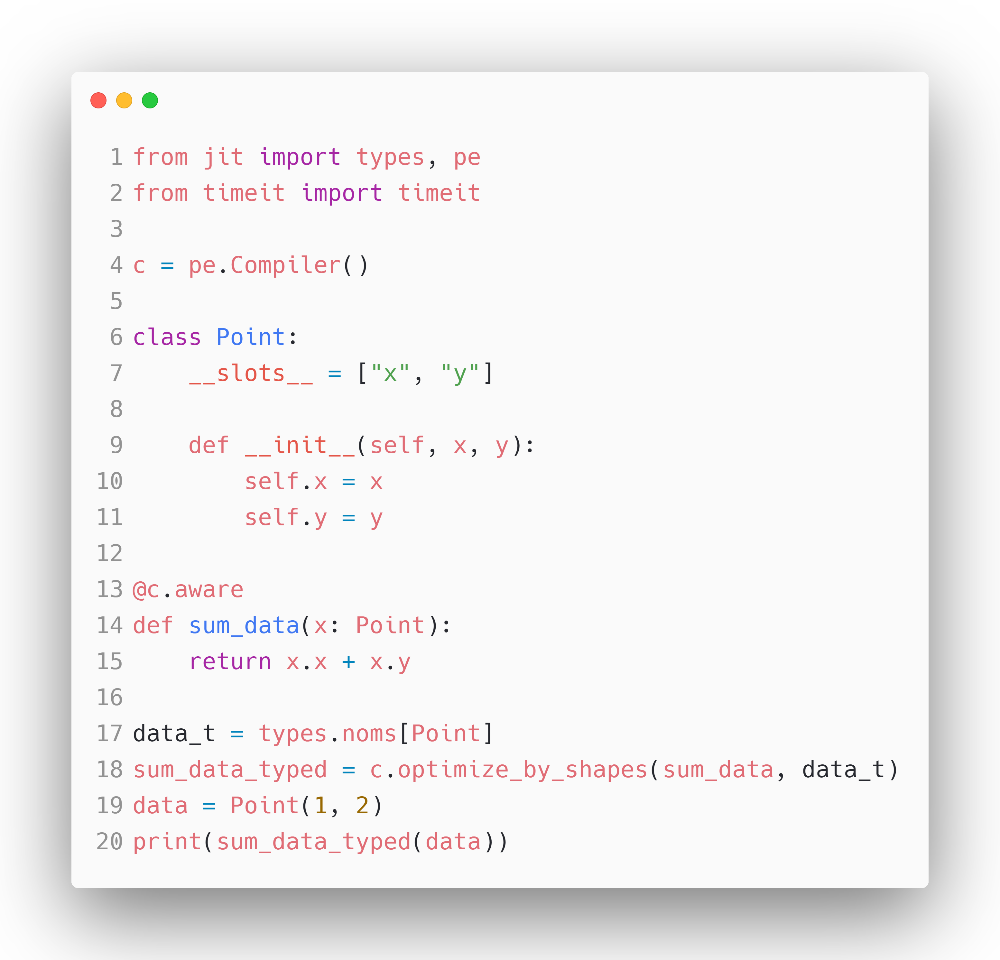 1 from jit import types, pe
2 from timeit import timeit
3
4 c = pe.Compiler()
5
6 class Point:
7     __slots__ = ["x", "y"]
8
9     def __init__(self, x, y):
10         self.x = x
11         self.y = y
12
13 @c.aware
14 def sum_data(x: Point):
15     return x.x + x.y
16
17 data_t = types.noms[Point]
18 sum_data_typed = c.optimize_by_shapes(sum_data, data_t)
19 data = Point(1, 2)
20 print(sum_data_typed(data))